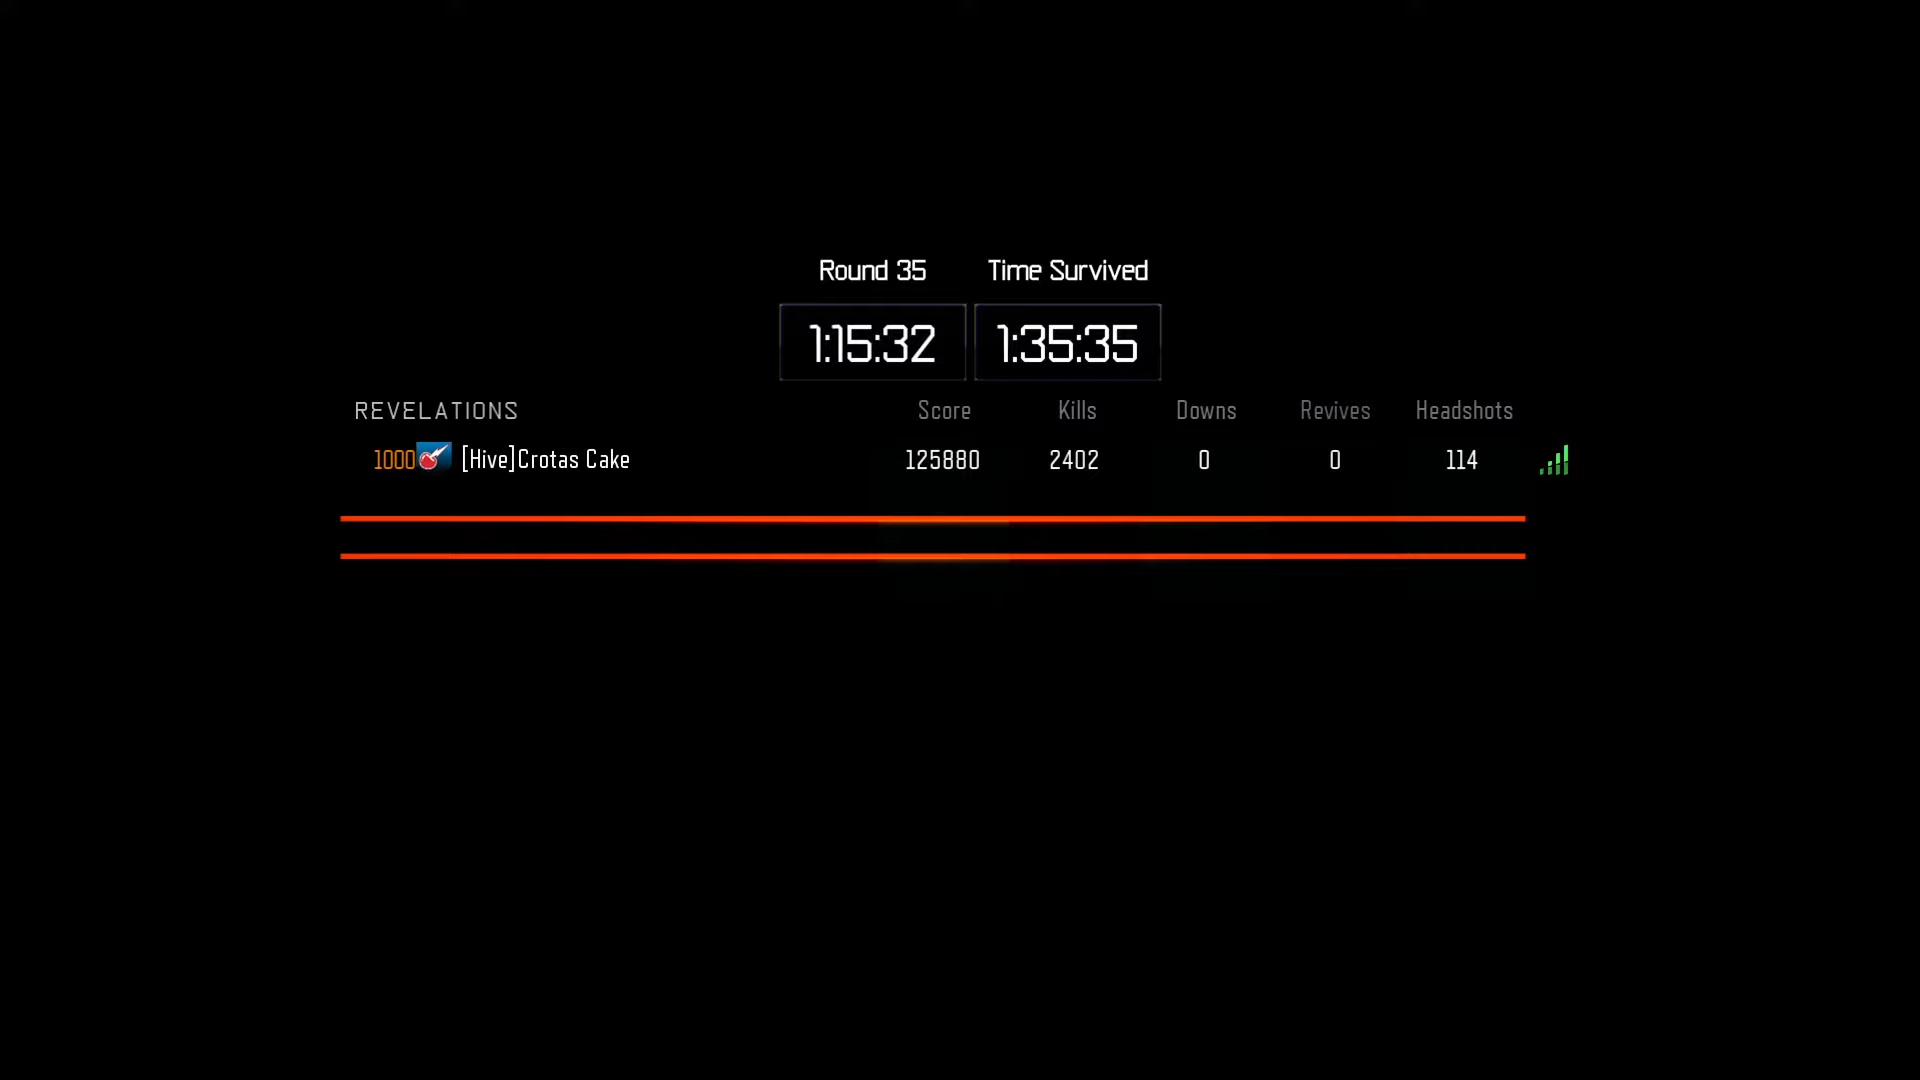 Round 35 Time Survived
1:15:32 1:35:35
REVELATIONS Score Kills Downs Revives Headshots
1000 [Hive]Crotas Cake 125880 2402 0 0 114